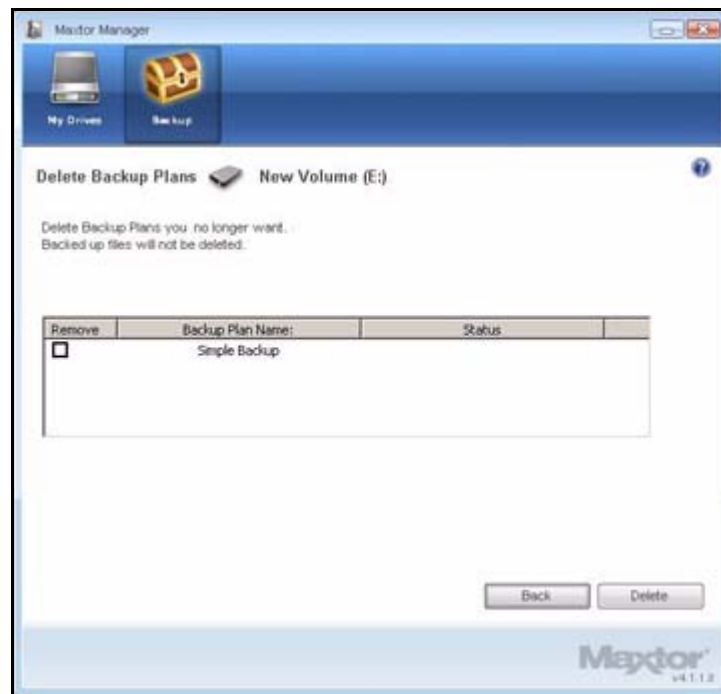 Maxtor Manager
My Drives Backup
Delete Backup Plans New Volume (E:)
Delete Backup Plans you no longer want.
Backed up files will not be deleted.
Remove Backup Plan Name: Status
Simple Backup
Back Delete
Maxtor